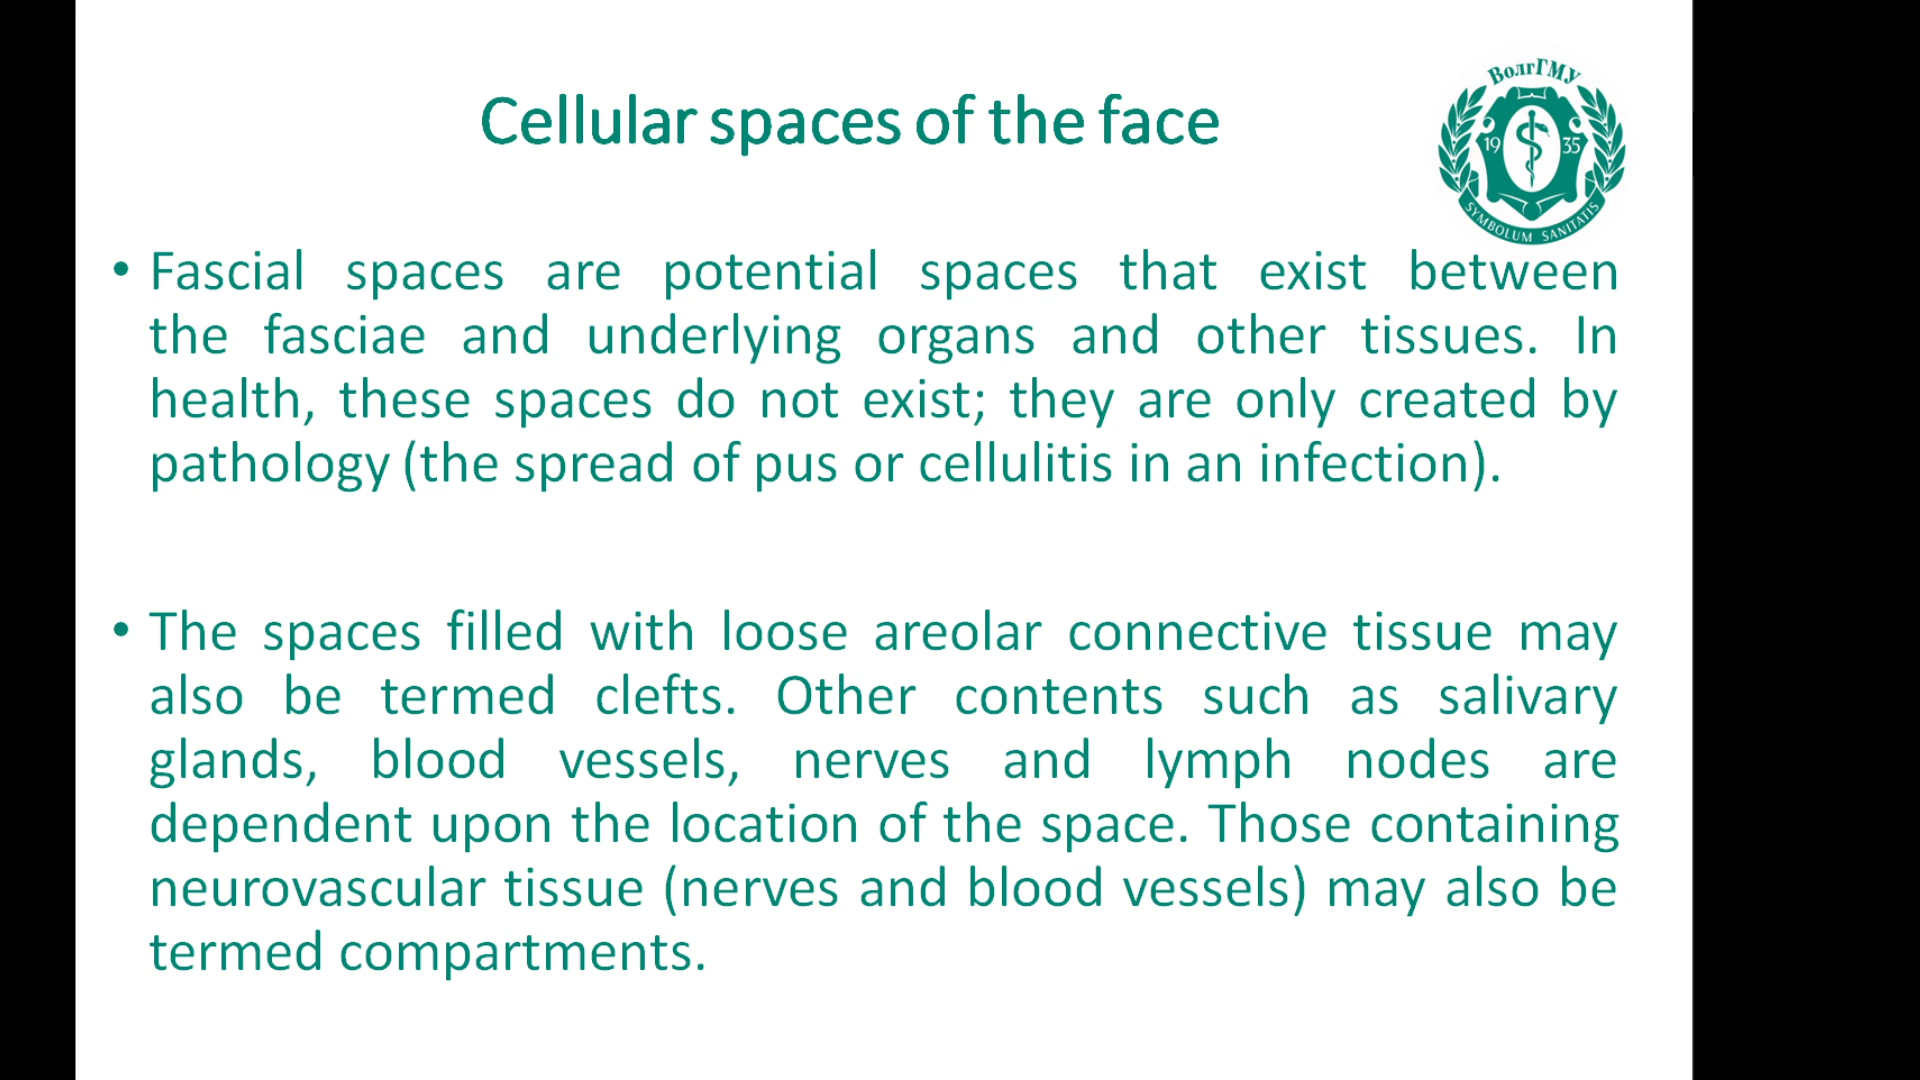 Cellular spaces of the face
ВолгГМУ
19 35
SYMBOLUM SANITATIS
• Fascial spaces are potential spaces that exist between
the fasciae and underlying organs and other tissues. In
health, these spaces do not exist; they are only created by
pathology (the spread of pus or cellulitis in an infection).
• The spaces filled with loose areolar connective tissue may
also be termed clefts. Other contents such as salivary
glands, blood vessels, nerves and lymph nodes are
dependent upon the location of the space. Those containing
neurovascular tissue (nerves and blood vessels) may also be
termed compartments.